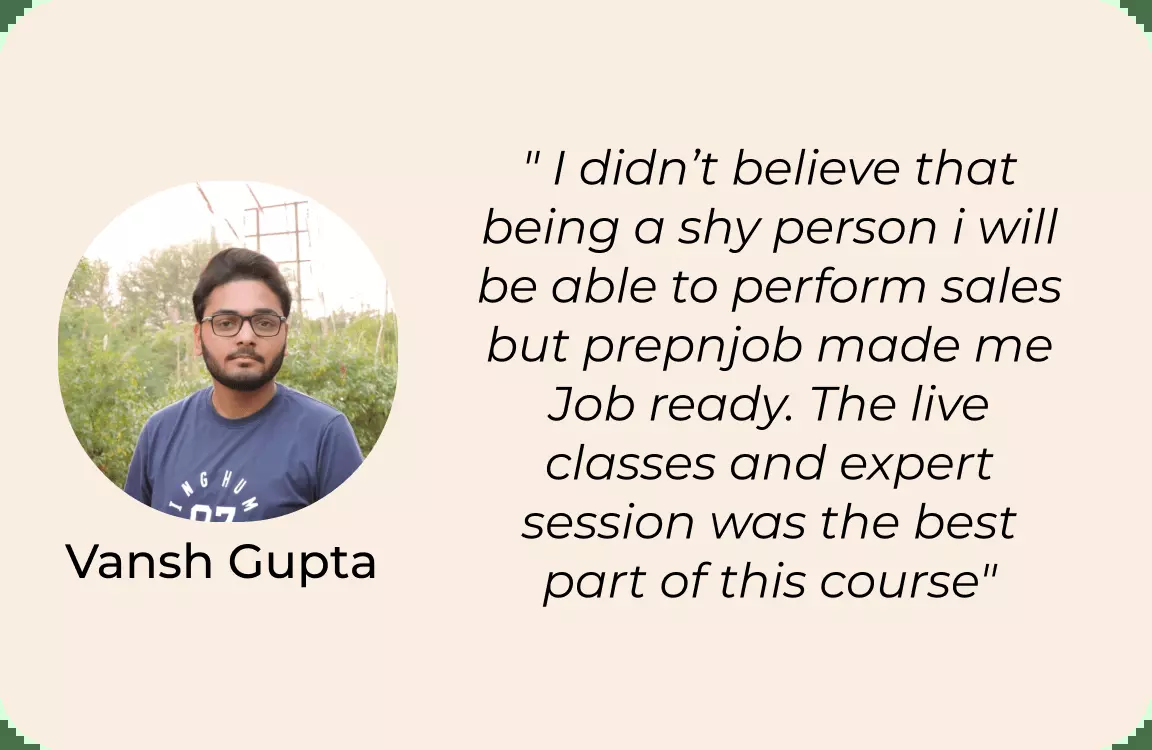 " I didn’t believe that
being a shy person i will
be able to perform sales
but prepnjob made me
Job ready. The live
classes and expert
session was the best
part of this course"
INGHUM
Vansh Gupta